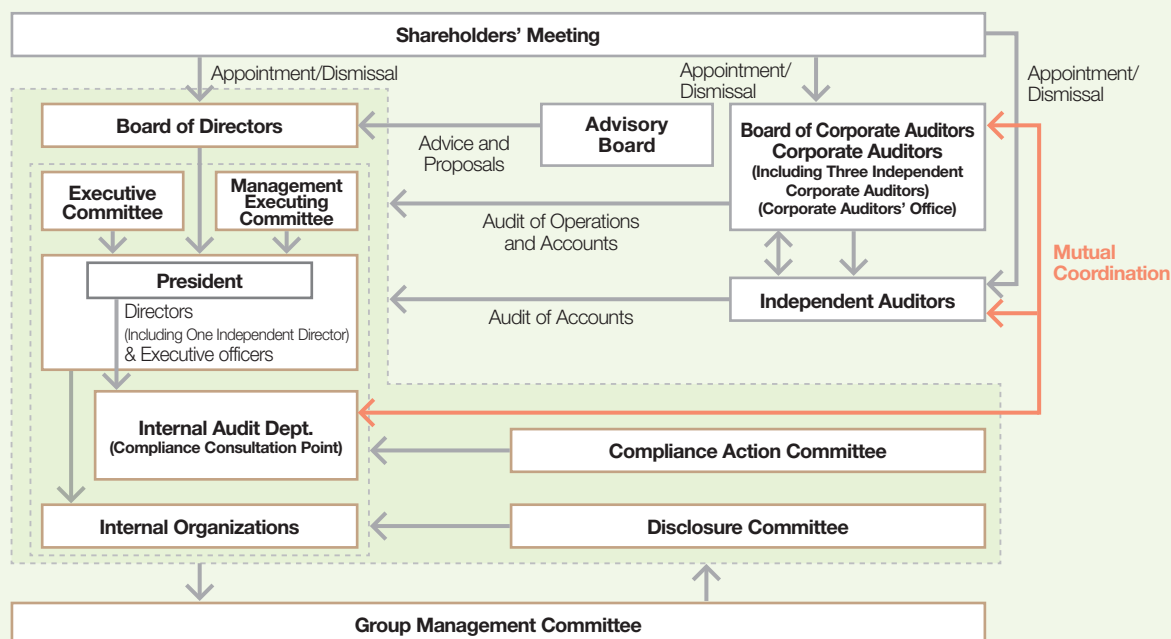 Shareholders’ Meeting
Appointment/Dismissal
Appointment/
Dismissal
Appointment/
Dismissal
Board of Directors
Advice and
Proposals
Advisory
Board
Board of Corporate Auditors
Corporate Auditors
(Including Three Independent
Corporate Auditors)
(Corporate Auditors’ Office)
Executive
Committee
Management
Executing
Committee
Audit of Operations
and Accounts
Mutual
Coordination
President
Directors
(Including One Independent Director)
& Executive officers
Audit of Accounts
Independent Auditors
Internal Audit Dept.
(Compliance Consultation Point)
Compliance Action Committee
Internal Organizations
Disclosure Committee
Group Management Committee